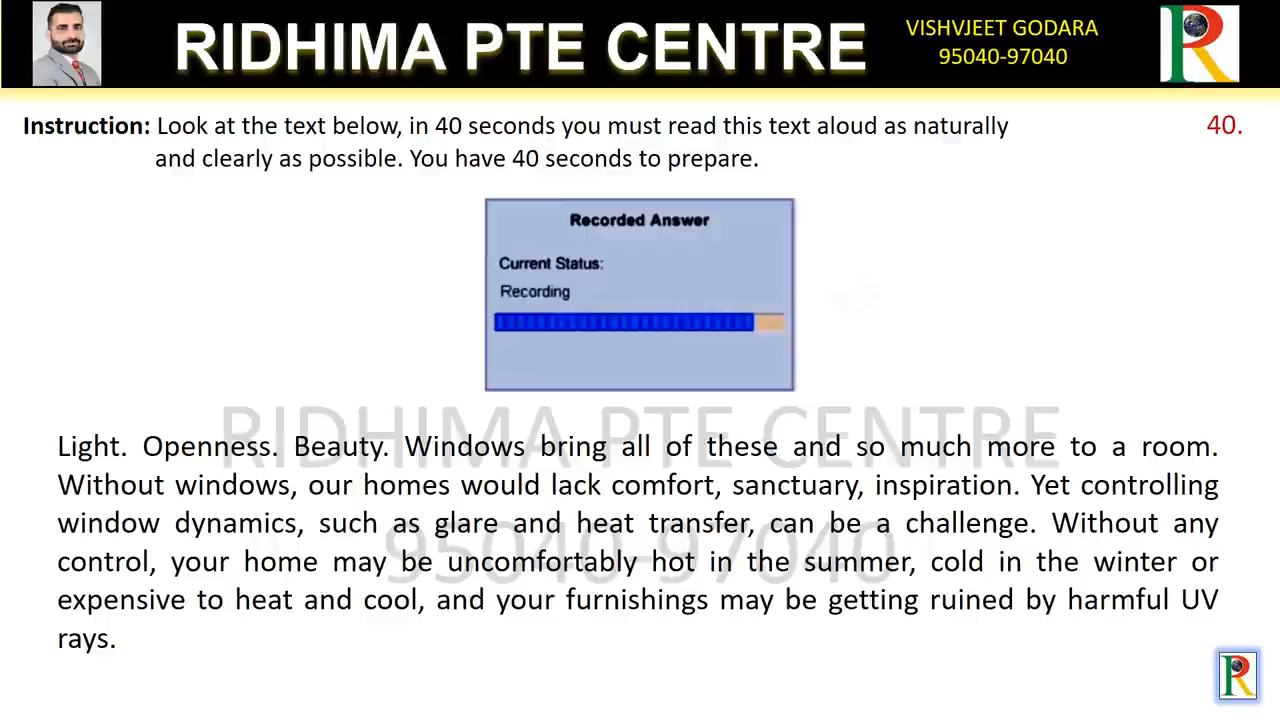 RIDHIMA PTE CENTRE
VISHVJEET GODARA
95040-97040
R
Instruction: Look at the text below, in 40 seconds you must read this text aloud as naturally
and clearly as possible. You have 40 seconds to prepare.
40.
Recorded Answer
Current Status:
Recording
RIDHIMA PTE CENTRE
95040-97040
Light. Openness. Beauty. Windows bring all of these and so much more to a room.
Without windows, our homes would lack comfort, sanctuary, inspiration. Yet controlling
window dynamics, such as glare and heat transfer, can be a challenge. Without any
control, your home may be uncomfortably hot in the summer, cold in the winter or
expensive to heat and cool, and your furnishings may be getting ruined by harmful UV
rays.
R